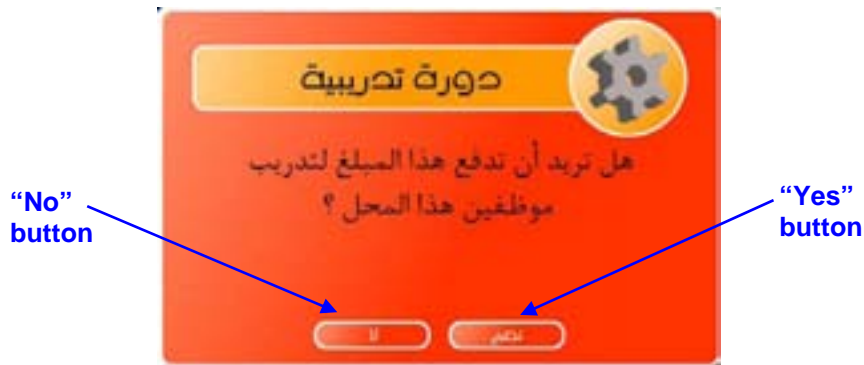 دورة تدريبية
هل تريد أن تدفع هذا المبلغ لتدريب
موظفين هذا المحل ؟
“No”
button
“Yes”
button
نعم
لا